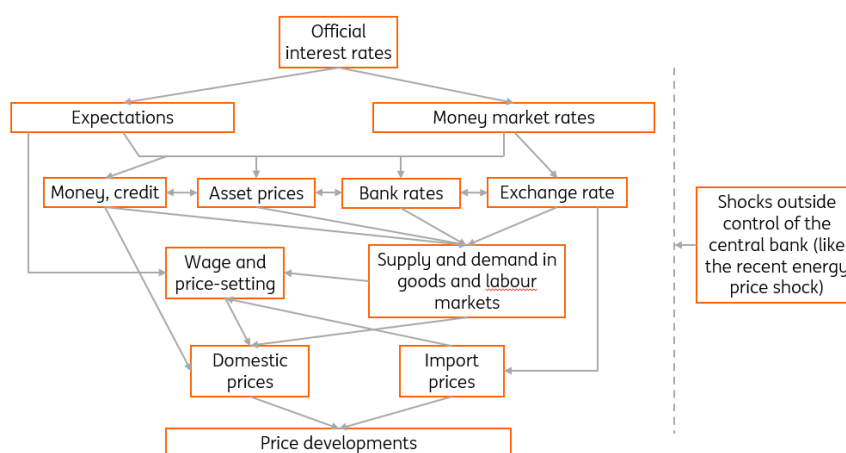 Official
interest rates
Expectations
Money market rates
Money, credit
Asset prices
Bank rates
Exchange rate
Shocks outside
control of the
central bank (like
the recent energy
price shock)
Wage and
price-setting
Supply and demand in
goods and labour
markets
Domestic
prices
Import
prices
Price developments